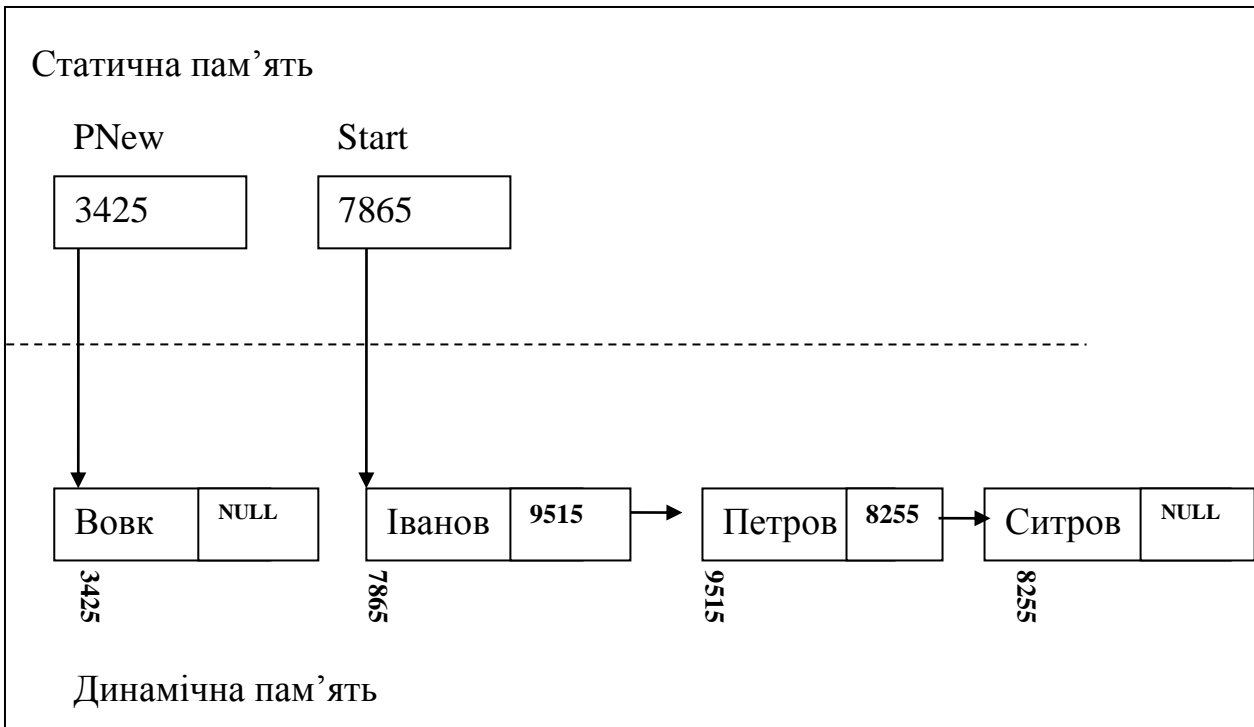 Статична пам’ять
PNew Start
3425 7865
Вовк NULL Іванов 9515 Петров 8255 Ситров NULL
3425 7865 9515 8255
Динамічна пам’ять